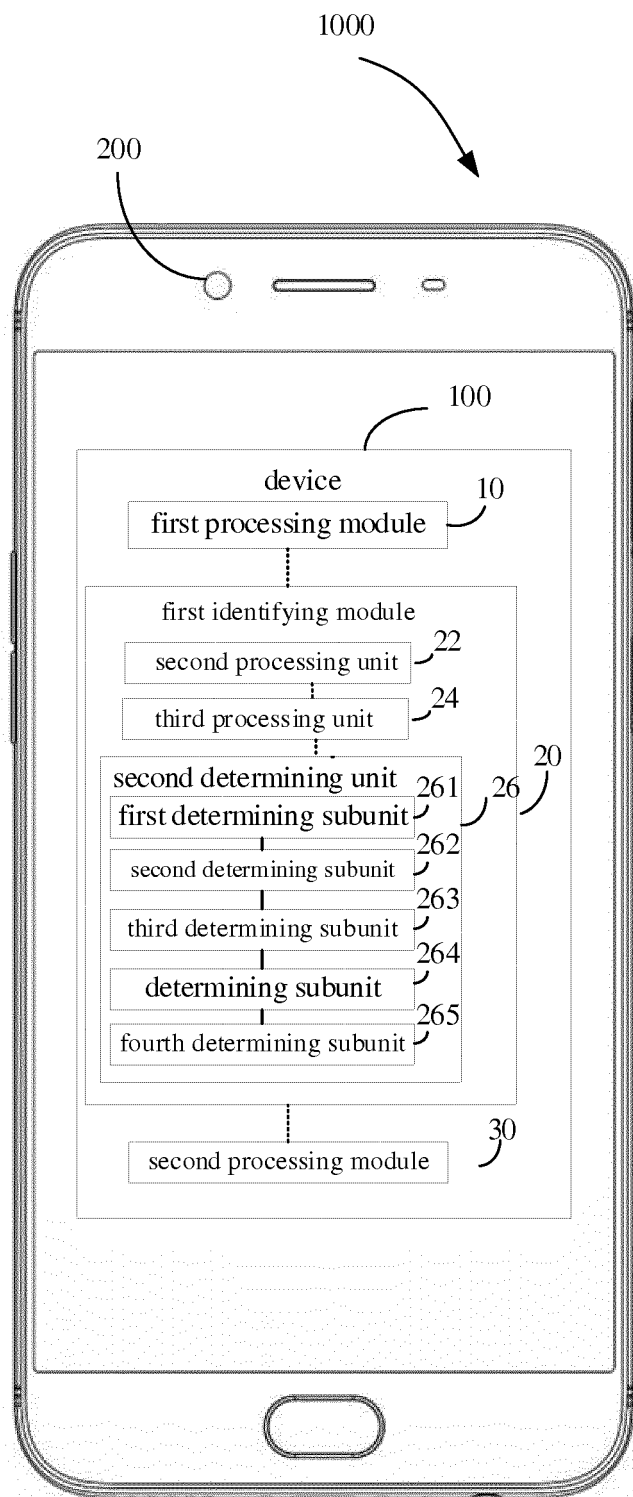 1000
200
100
device
10
first processing module
first identifying module
22
second processing unit
24
third processing unit
20
26
second determining unit
261
first determining subunit
262
second determining subunit
263
third determining subunit
264
determining subunit
265
fourth determining subunit
30
second processing module